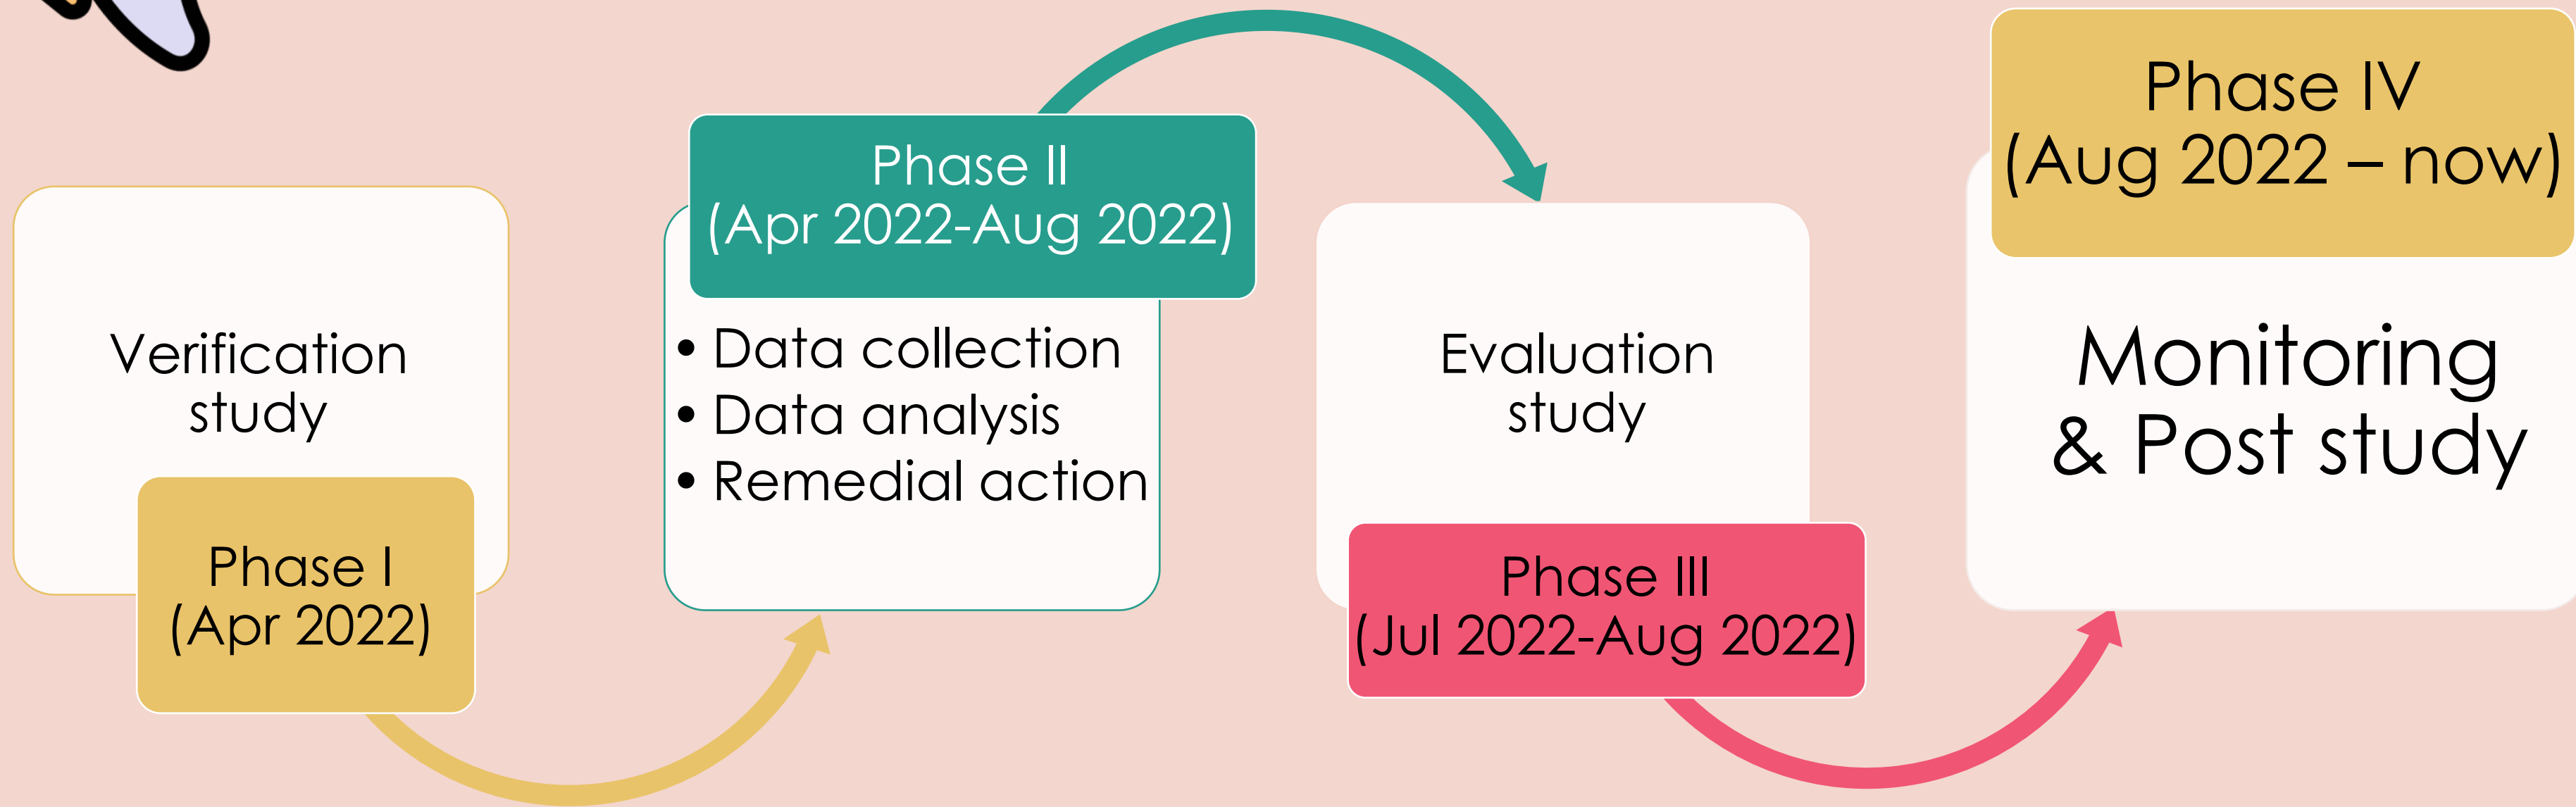 Verification
study
Phase I
(Apr 2022)
Phase II
(Apr 2022-Aug 2022)
• Data collection
• Data analysis
• Remedial action
Evaluation
study
Phase III
(Jul 2022-Aug 2022)
Phase IV
(Aug 2022 – now)
Monitoring
& Post study